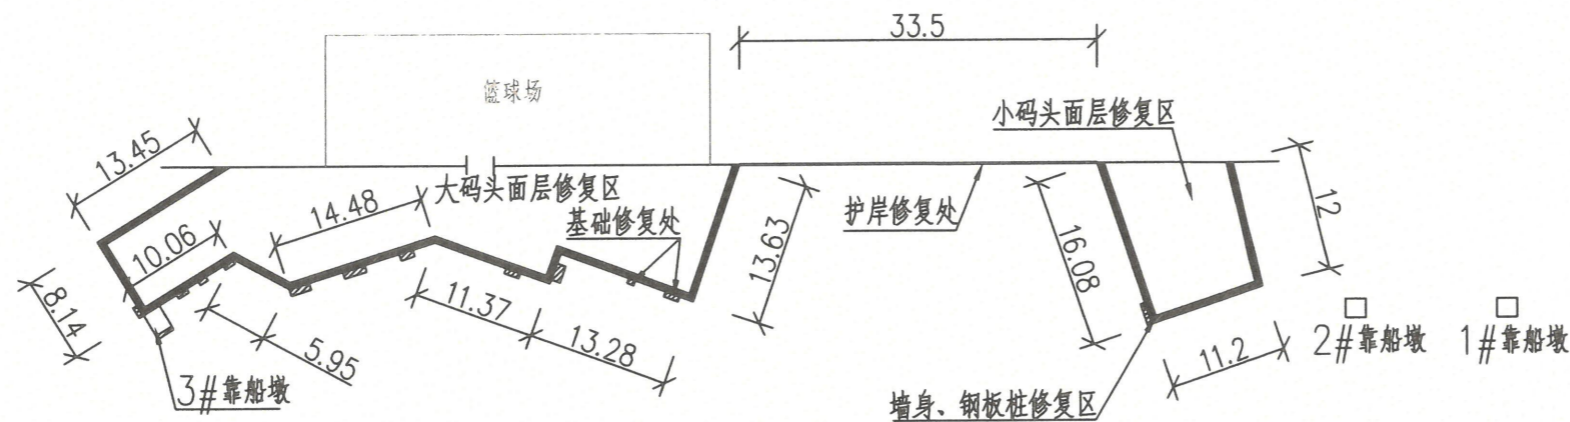 33.5
篮球场
小码头面层修复区
13.45
大码头面层修复区
14.48
基础修复处
护岸修复处
12
10.06
13.63
16.08
8.14
11.37
13.28
5.95
11.2
2#靠船墩
1#靠船墩
3#靠船墩
墙身、钢板桩修复区